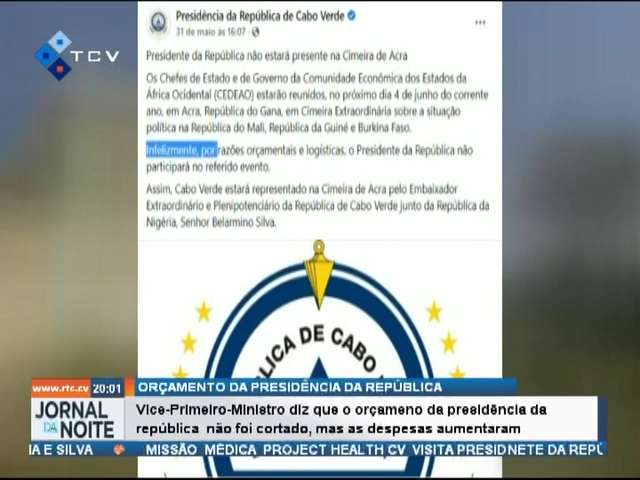 TCV
Presidência da República de Cabo Verde
31 de maio às 16:07
Presidente da República não estará presente na Cimeira de Acra
Os Chefes de Estado e de Governo da Comunidade Económica dos Estados da
África Ocidental (CEDEAO) estarão reunidos, no próximo dia 4 de junho do corrente
ano, em Acra, República do Gana, em Cimeira Extraordinária sobre a situação
política na República do Mali, República da Guiné e Burkina Faso.
Infelizmente, por razões orçamentais e logísticas, o Presidente da República não
participará no referido evento.
Assim, Cabo Verde estará representado na Cimeira de Acra pelo Embaixador
Extraordinário e Plenipotenciário da República de Cabo Verde junto da República da
Nigéria, Senhor Belarmino Silva.
BLICA DE CABO
www.rtc.cv 20:01 ORÇAMENTO DA PRESIDÊNCIA DA REPÚBLICA
JORNAL DA NOITE
Vice-Primeiro-Ministro diz que o orçameno da presidência da
república não foi cortado, mas as despesas aumentaram
IA E SILVA MISSÃO MÉDICA PROJECT HEALTH CV VISITA PRESIDNETE DA REPÚ